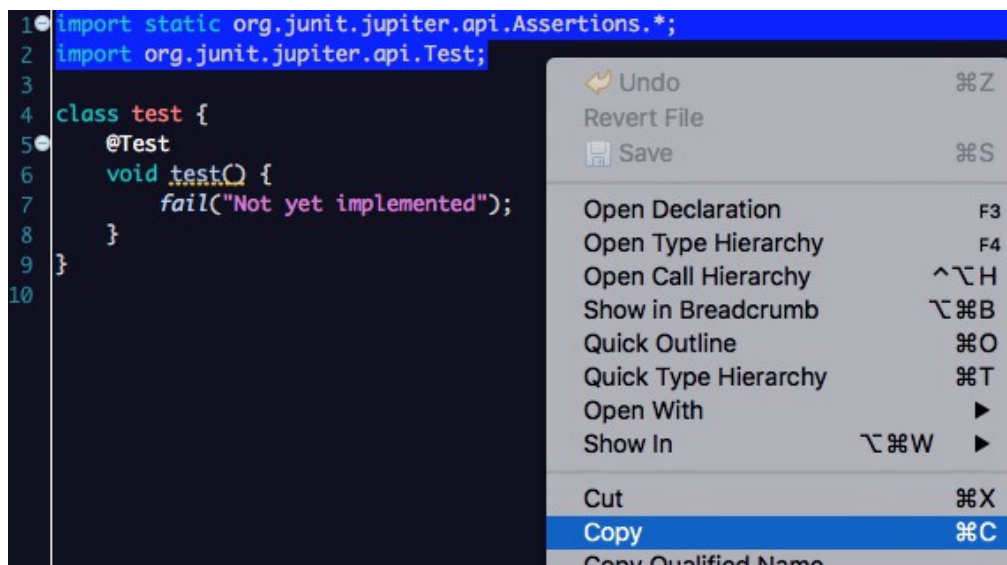 1 import static org.junit.jupiter.api.Assertions.*;
2 import org.junit.jupiter.api.Test;
3
4 class test {
5 @Test
6 void test() {
7 fail("Not yet implemented");
8 }
9 }
10
Undo ⌘Z
Revert File
Save ⌘S
Open Declaration F3
Open Type Hierarchy F4
Open Call Hierarchy ^⌥H
Show in Breadcrumb ⌥⌘B
Quick Outline ⌘O
Quick Type Hierarchy ⌘T
Open With ▶
Show In ⌥⌘W ▶
Cut ⌘X
Copy ⌘C
Copy Qualified Name